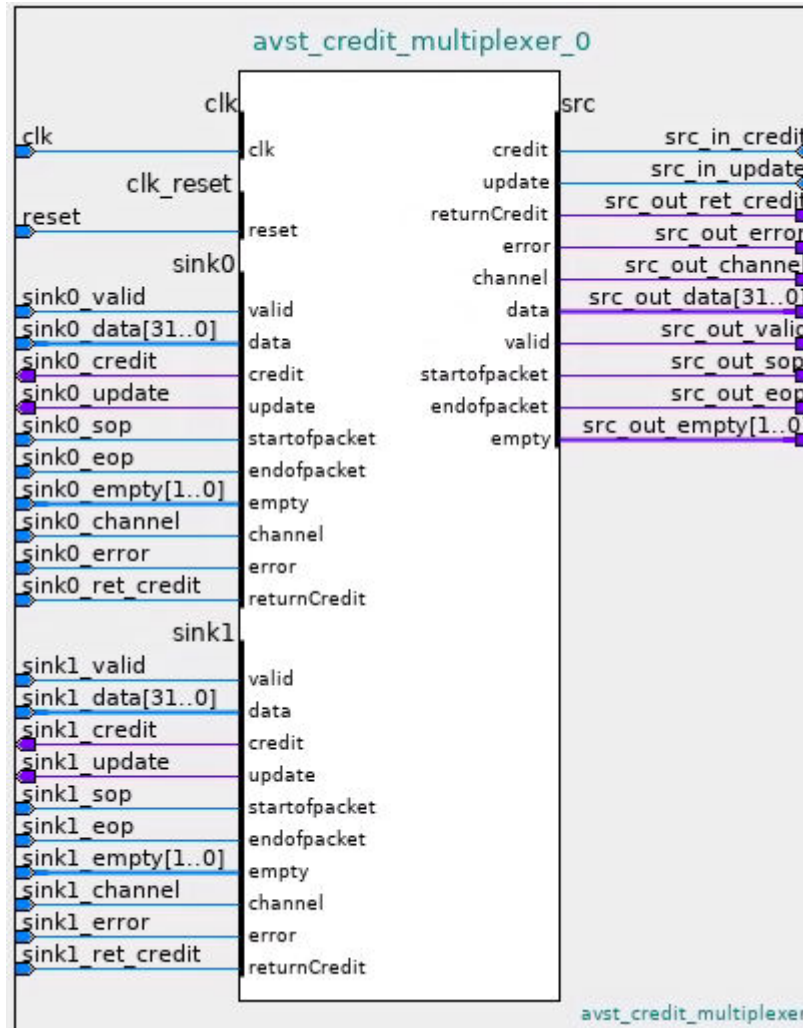 avst_credit_multiplexer_0
clk
src
clk
clk
credit
src_in_credit
clk_reset
update
src_in_update
reset
reset
returnCredit
src_out_ret_credit
error
src_out_error
sink0
channel
src_out_channel
sink0_valid
valid
data
src_out_data[31..0]
sink0_data[31..0]
data
valid
src_out_valid
sink0_credit
credit
startofpacket
src_out_sop
sink0_update
update
endofpacket
src_out_eop
sink0_sop
startofpacket
empty
src_out_empty[1..0]
sink0_eop
endofpacket
sink0_empty[1..0]
empty
sink0_channel
channel
sink0_error
error
sink0_ret_credit
returnCredit
sink1
sink1_valid
valid
sink1_data[31..0]
data
sink1_credit
credit
sink1_update
update
sink1_sop
startofpacket
sink1_eop
endofpacket
sink1_empty[1..0]
empty
sink1_channel
channel
sink1_error
error
sink1_ret_credit
returnCredit
avst_credit_multiplexer